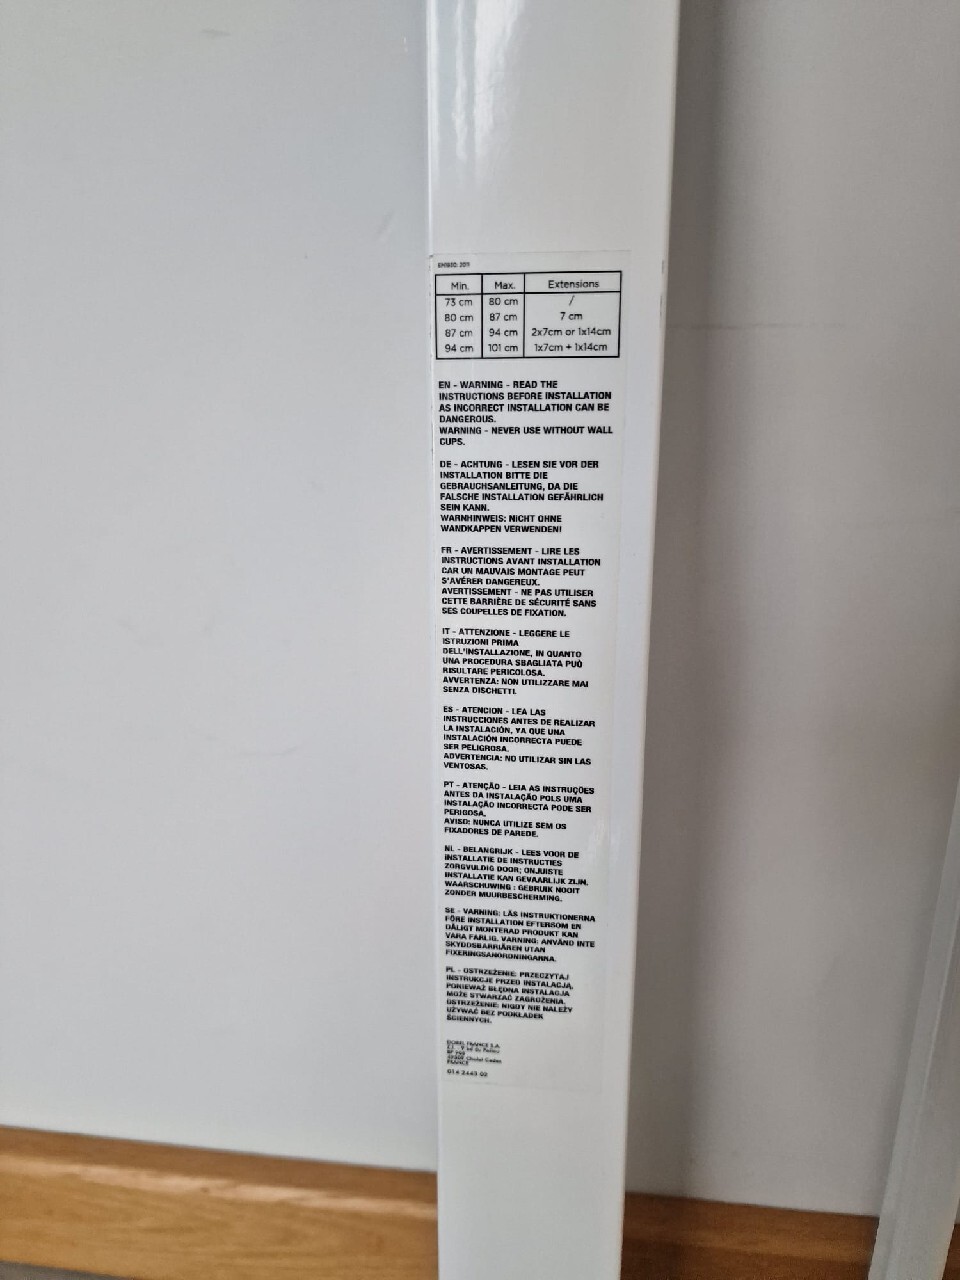 EN1930: 2011
Min. Max. Extensions
73 cm 80 cm /
80 cm 87 cm 7 cm
87 cm 94 cm 2x7cm or 1x14cm
94 cm 101 cm 1x7cm + 1x14cm
EN - WARNING - READ THE
INSTRUCTIONS BEFORE INSTALLATION
AS INCORRECT INSTALLATION CAN BE
DANGEROUS.
WARNING - NEVER USE WITHOUT WALL
CUPS.
DE - ACHTUNG - LESEN SIE VOR DER
INSTALLATION BITTE DIE
GEBRAUCHSANLEITUNG, DA DIE
FALSCHE INSTALLATION GEFÄHRLICH
SEIN KANN.
WARNHINWEIS: NICHT OHNE
WANDKAPPEN VERWENDEN!
FR - AVERTISSEMENT - LIRE LES
INSTRUCTIONS AVANT INSTALLATION
CAR UN MAUVAIS MONTAGE PEUT
S'AVÉRER DANGEREUX.
AVERTISSEMENT - NE PAS UTILISER
CETTE BARRIÈRE DE SÉCURITÉ SANS
SES COUPELLES DE FIXATION.
IT - ATTENZIONE - LEGGERE LE
ISTRUZIONI PRIMA
DELL'INSTALLAZIONE, IN QUANTO
UNA PROCEDURA SBAGLIATA PUÒ
RISULTARE PERICOLOSA.
AVVERTENZA: NON UTILIZZARE MAI
SENZA DISCHETTI.
ES - ATENCION - LEA LAS
INSTRUCCIONES ANTES DE REALIZAR
LA INSTALACIÓN, YA QUE UNA
INSTALACIÓN INCORRECTA PUEDE
SER PELIGROSA.
ADVERTENCIA: NO UTILIZAR SIN LAS
VENTOSAS.
PT - ATENÇÃO - LEIA AS INSTRUÇÕES
ANTES DA INSTALAÇÃO POLS UMA
INSTALAÇÃO INCORRECTA PODE SER
PERIGOSA.
AVISO: NUNCA UTILIZE SEM OS
FIXADORES DE PAREDE.
NL - BELANGRIJK - LEES VOOR DE
INSTALLATIE DE INSTRUCTIES
ZORGVULDIG DOOR; ONJUISTE
INSTALLATIE KAN GEVAARLIJK ZIJN.
WAARSCHUWING : GEBRUIK NOOIT
ZONDER MUURBESCHERMING.
SE - VARNING: LÄS INSTRUKTIONERNA
FÖRE INSTALLATION EFTERSOM EN
DÅLIGT MONTERAD PRODUKT KAN
VARA FARLIG. VARNING: ANVÄND INTE
SKYDDSBARRIÄREN UTAN
FIXERINGSANORDNINGARNA.
PL - OSTRZEŻENIE: PRZECZYTAJ
INSTRUKCJE PRZED INSTALACJĄ,
PONIEWAŻ BŁĘDNA INSTALACJA
MOŻE STWARZAĆ ZAGROŻENIA.
OSTRZEŻENIE: NIGDY NIE NALEŻY
UŻYWAĆ BEZ PODKŁADEK
ŚCIENNYCH.
DOREL FRANCE S.A.
Cholet Cedex
FRANCE
014 2443 02